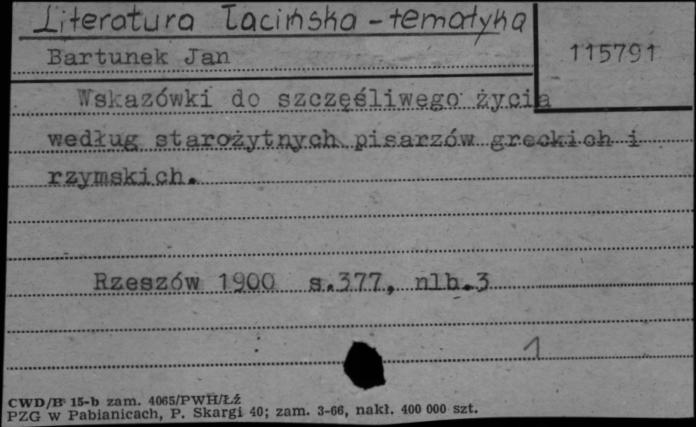 Literatura łacińska - tematyka
115791
Bartunek Jan
Wskazówki do szczęśliwego życia
według starożytnych pisarzów greckich i
rzymskich.
Rzeszów 1900 s.377, nlb.3
1
CWD/B 15-b zam. 4065/PWH/Łź
PZG w Pabianicach, P. Skargi 40; zam. 3-66, nakł. 400 000 szt.